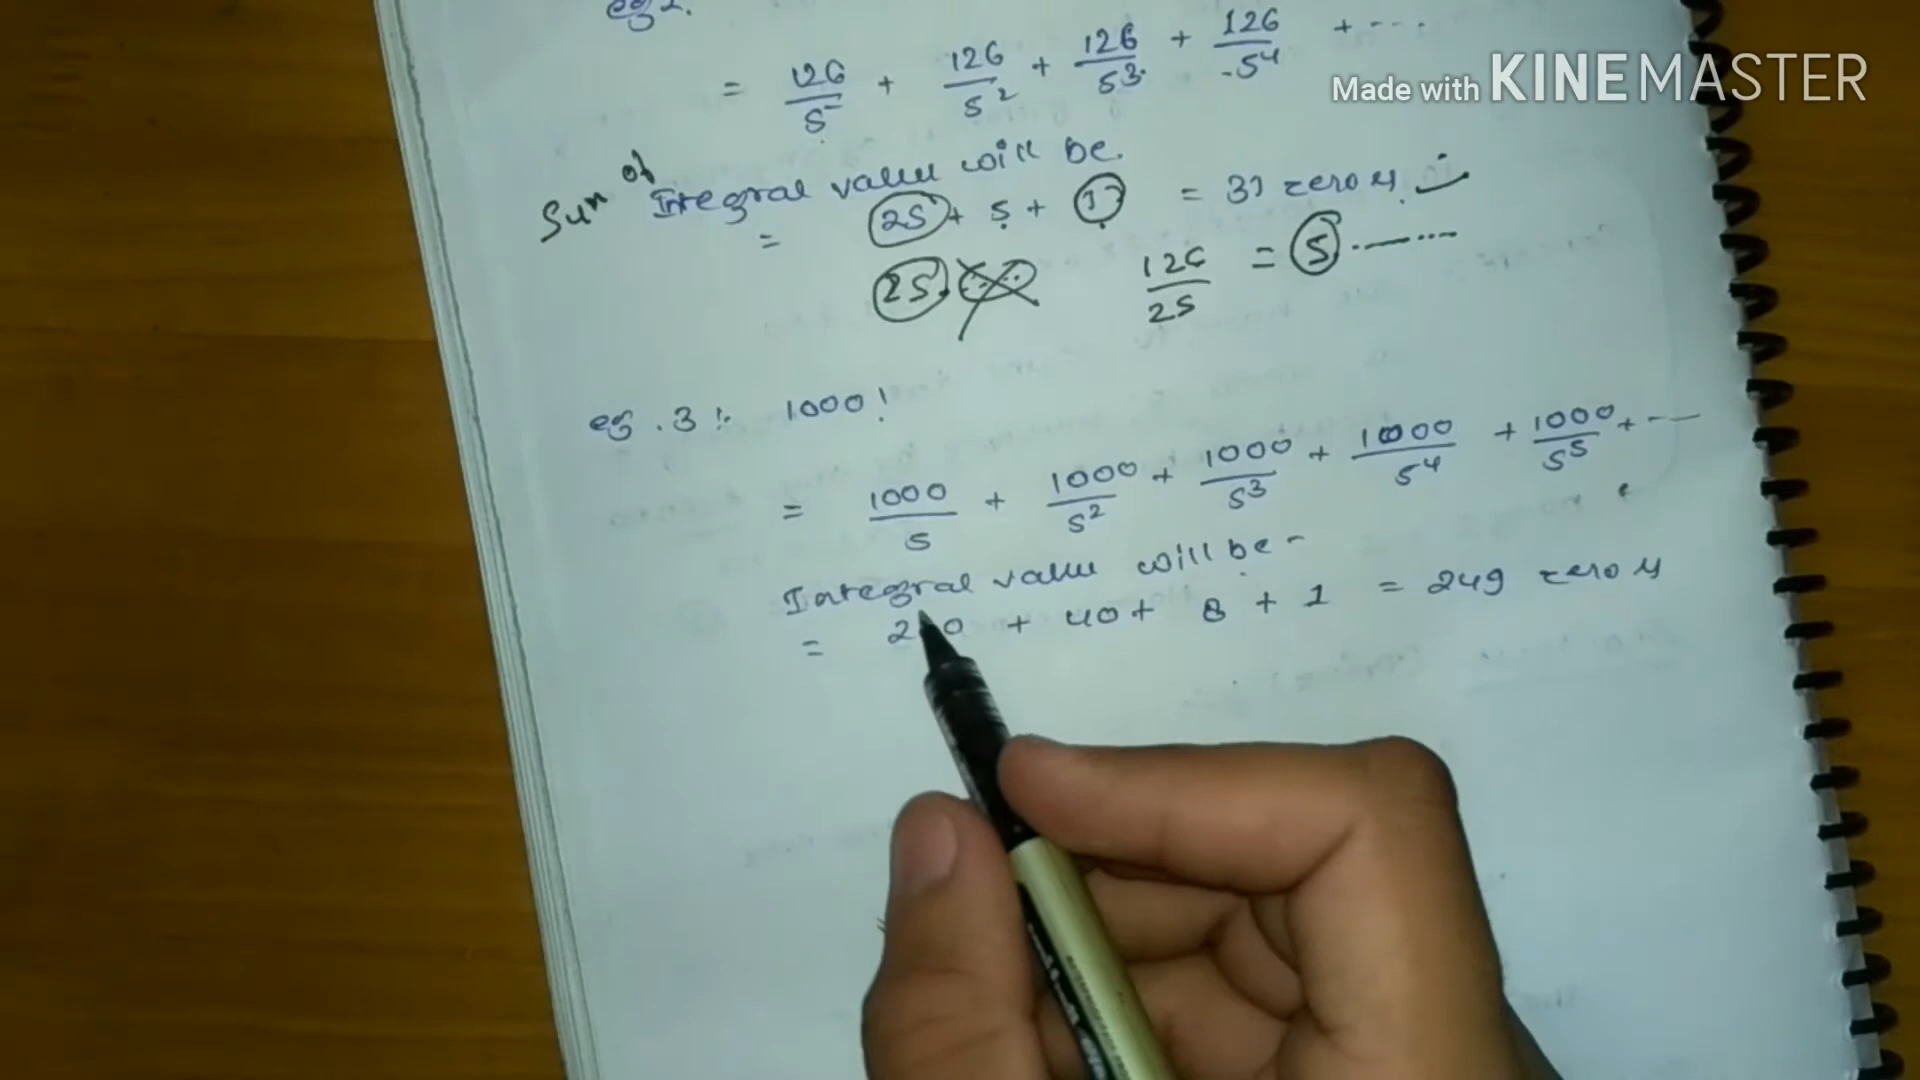 eg 2.
Made with KINEMASTER
= 126/5 + 126/5² + 126/5³ + 126/5⁴ + ----
Sum of Integral value will be.
= 25 + 5 + 1 = 31 zeros
25. 126/25 = 5. -------
eg. 3 :- 1000!
= 1000/5 + 1000/5² + 1000/5³ + 1000/5⁴ + 1000/5⁵ + ---
Integral value will be -
= 200 + 40 + 8 + 1 = 249 zeros